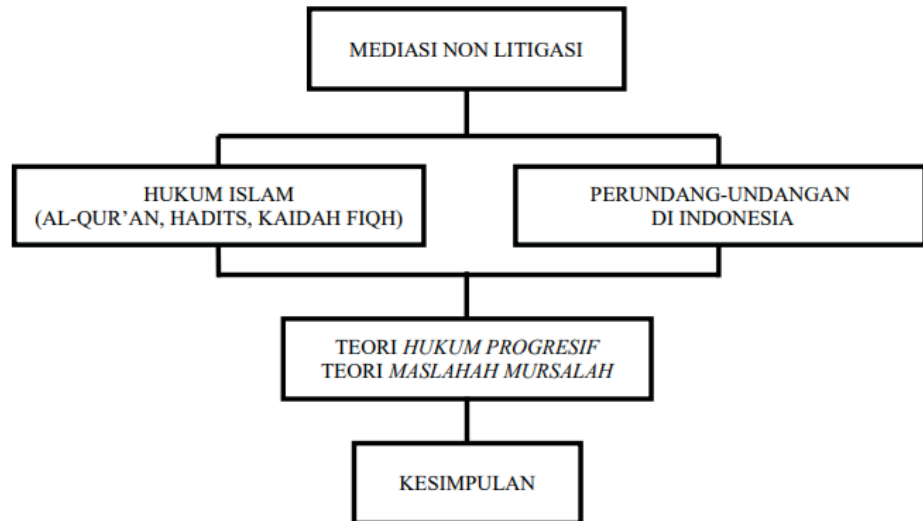 MEDIASI NON LITIGASI
HUKUM ISLAM
(AL-QUR’AN, HADITS, KAIDAH FIQH)
PERUNDANG-UNDANGAN
DI INDONESIA
TEORI HUKUM PROGRESIF
TEORI MASLAHAH MURSALAH
KESIMPULAN